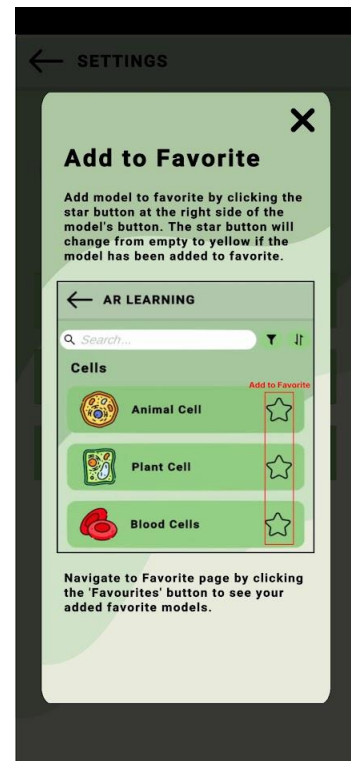 SETTINGS
Add to Favorite
Add model to favorite by clicking the
star button at the right side of the
model's button. The star button will
change from empty to yellow if the
model has been added to favorite.
AR LEARNING
Search...
Cells
Add to Favorite
Animal Cell
Plant Cell
Blood Cells
Navigate to Favorite page by clicking
the 'Favourites' button to see your
added favorite models.